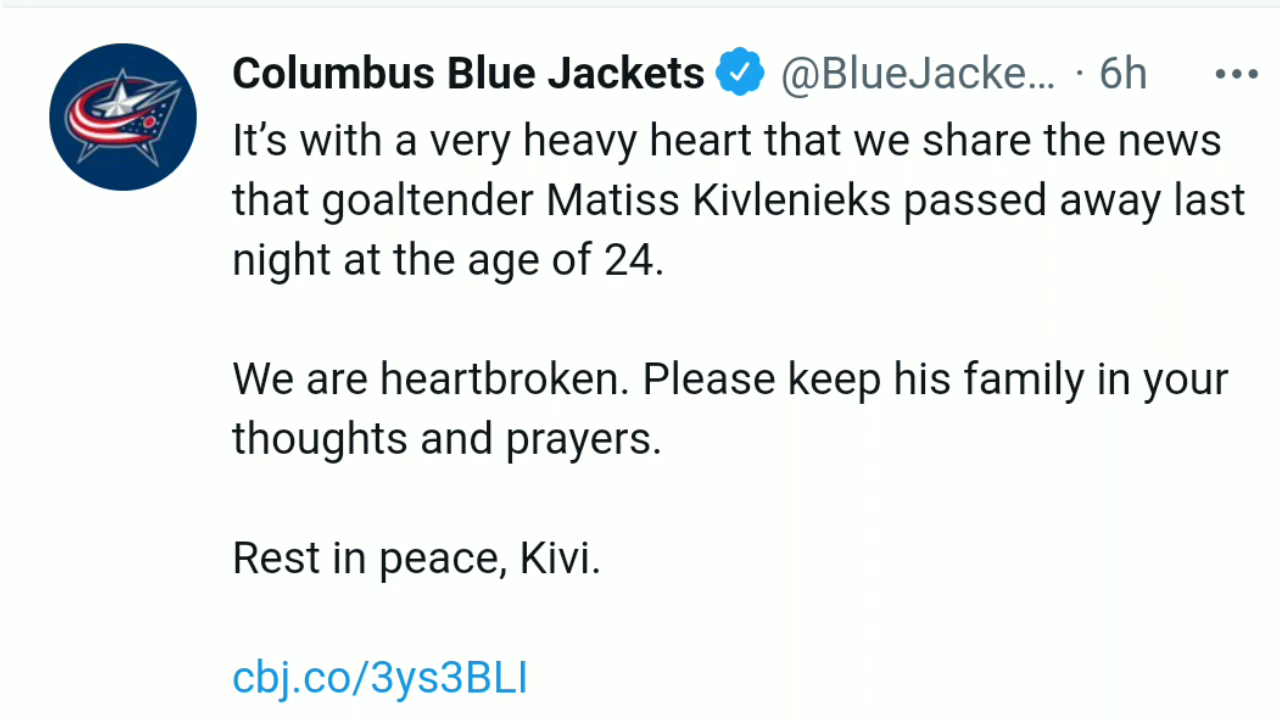 Columbus Blue Jackets @BlueJacke... · 6h
It’s with a very heavy heart that we share the news
that goaltender Matiss Kivlenieks passed away last
night at the age of 24.
We are heartbroken. Please keep his family in your
thoughts and prayers.
Rest in peace, Kivi.
cbj.co/3ys3BLI